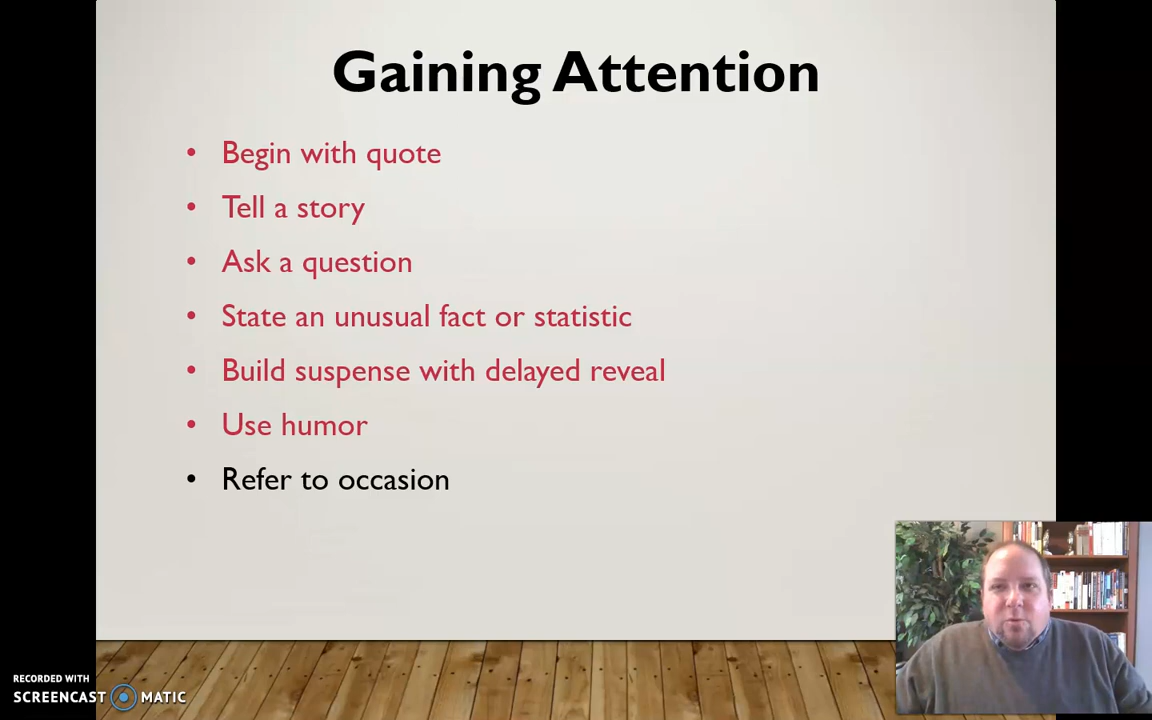 Gaining Attention
• Begin with quote
• Tell a story
• Ask a question
• State an unusual fact or statistic
• Build suspense with delayed reveal
• Use humor
• Refer to occasion
RECORDED WITH
SCREENCAST MATIC